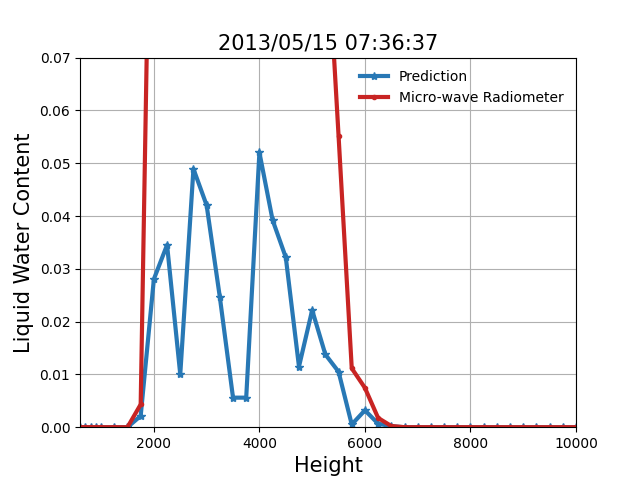 2013/05/15 07:36:37
Prediction
Micro-wave Radiometer
Liquid Water Content
0.07
0.06
0.05
0.04
0.03
0.02
0.01
0.00
2000 4000 6000 8000 10000
Height